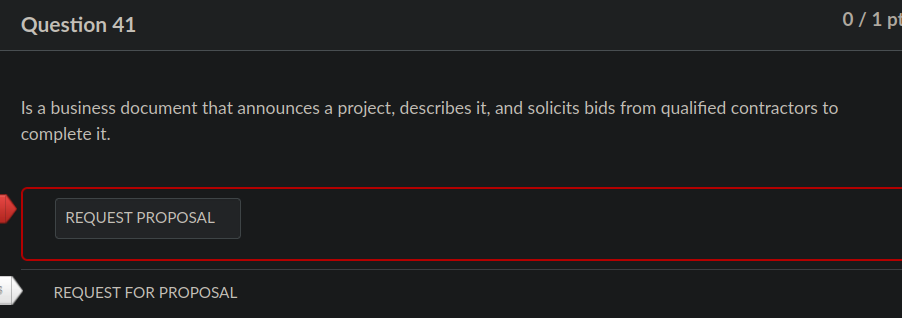 Question 41
0 / 1 pt
Is a business document that announces a project, describes it, and solicits bids from qualified contractors to
complete it.
REQUEST PROPOSAL
REQUEST FOR PROPOSAL